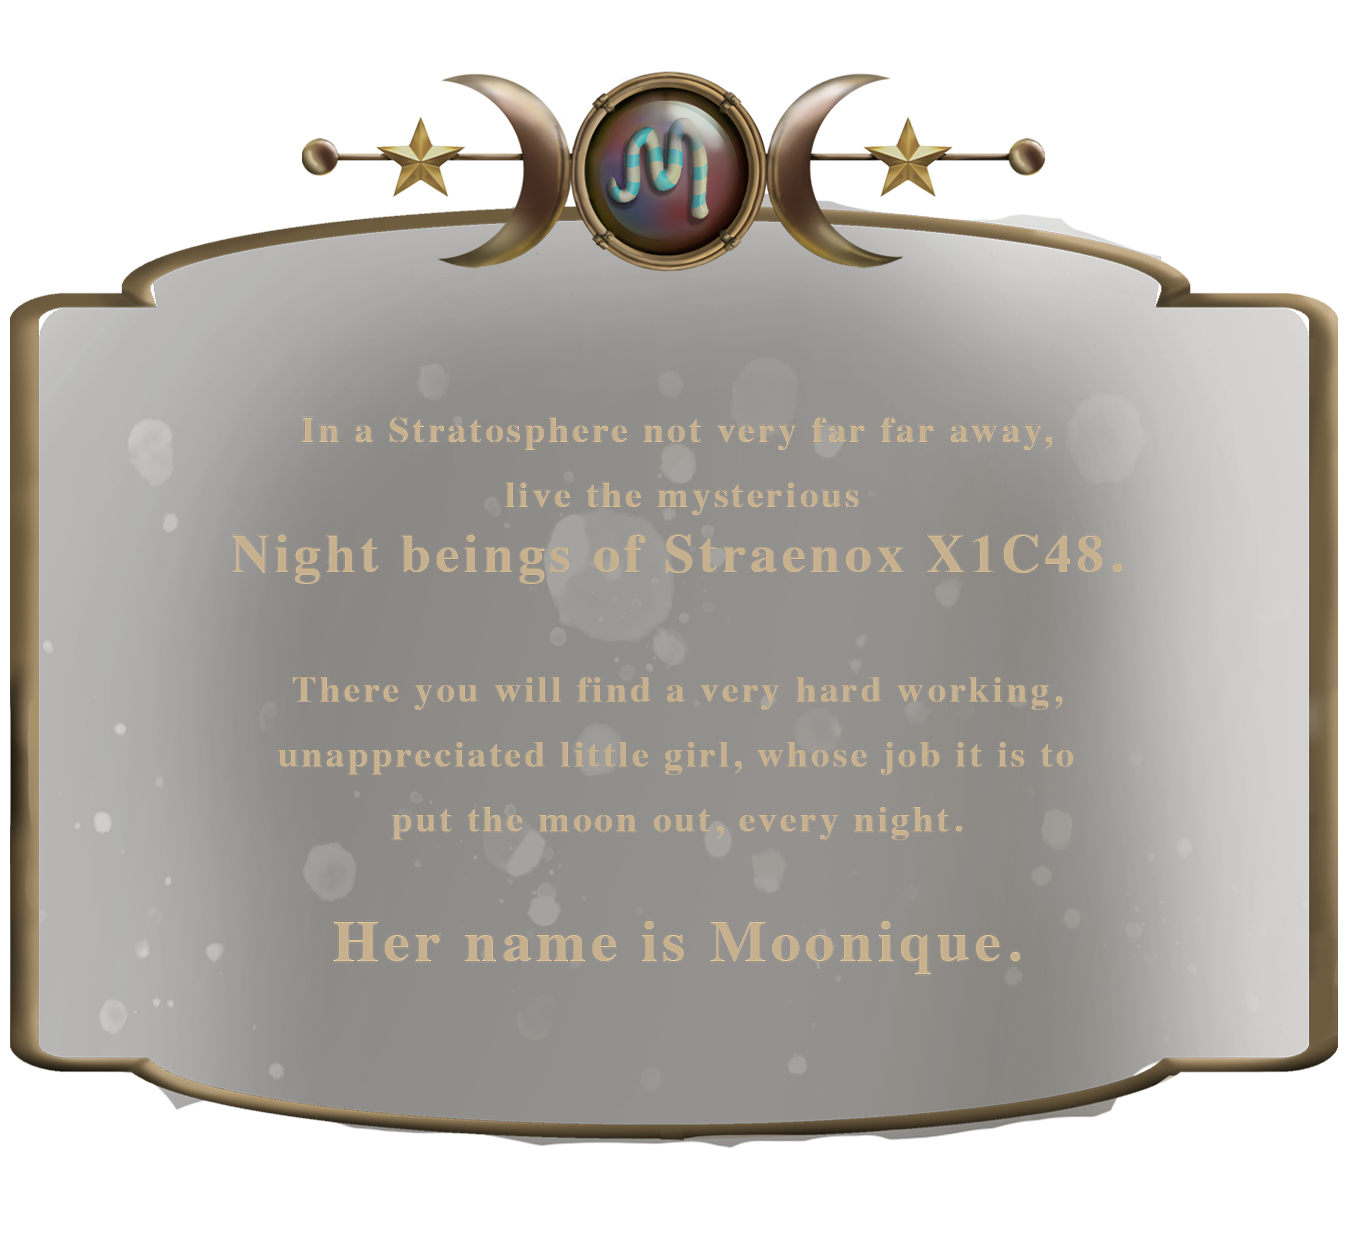 M
In a Stratosphere not very far far away,
live the mysterious
Night beings of Straenox X1C48.
There you will find a very hard working,
unappreciated little girl, whose job it is to
put the moon out, every night.
Her name is Moonique.